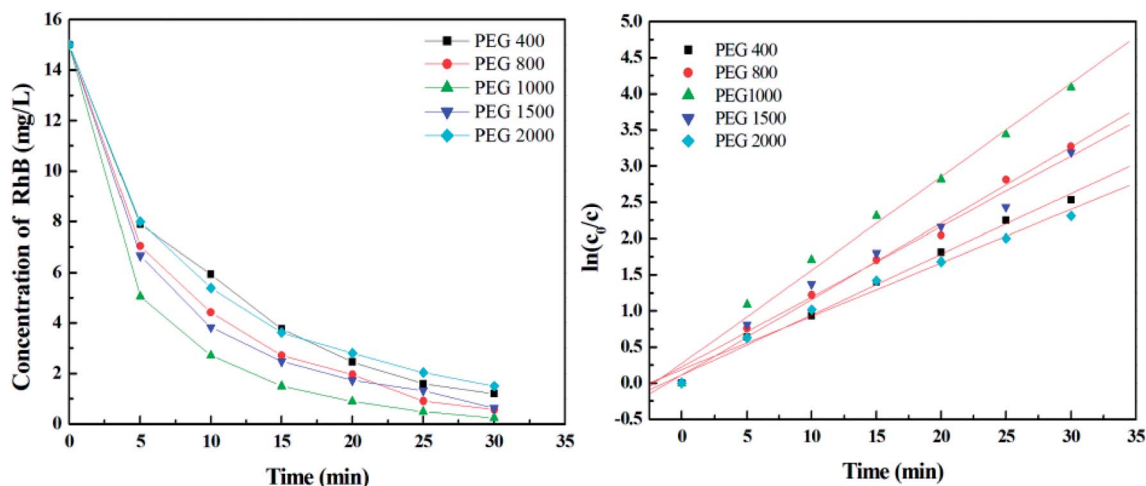 16
14
12
10
8
6
4
2
0
0 5 10 15 20 25 30 35
Concentration of RhB (mg/L)
Time (min)
PEG 400
PEG 800
PEG 1000
PEG 1500
PEG 2000
5.0
4.5
4.0
3.5
3.0
2.5
2.0
1.5
1.0
0.5
0.0
-0.5
0 5 10 15 20 25 30 35
ln(c0/c)
Time (min)
PEG 400
PEG 800
PEG1000
PEG 1500
PEG 2000